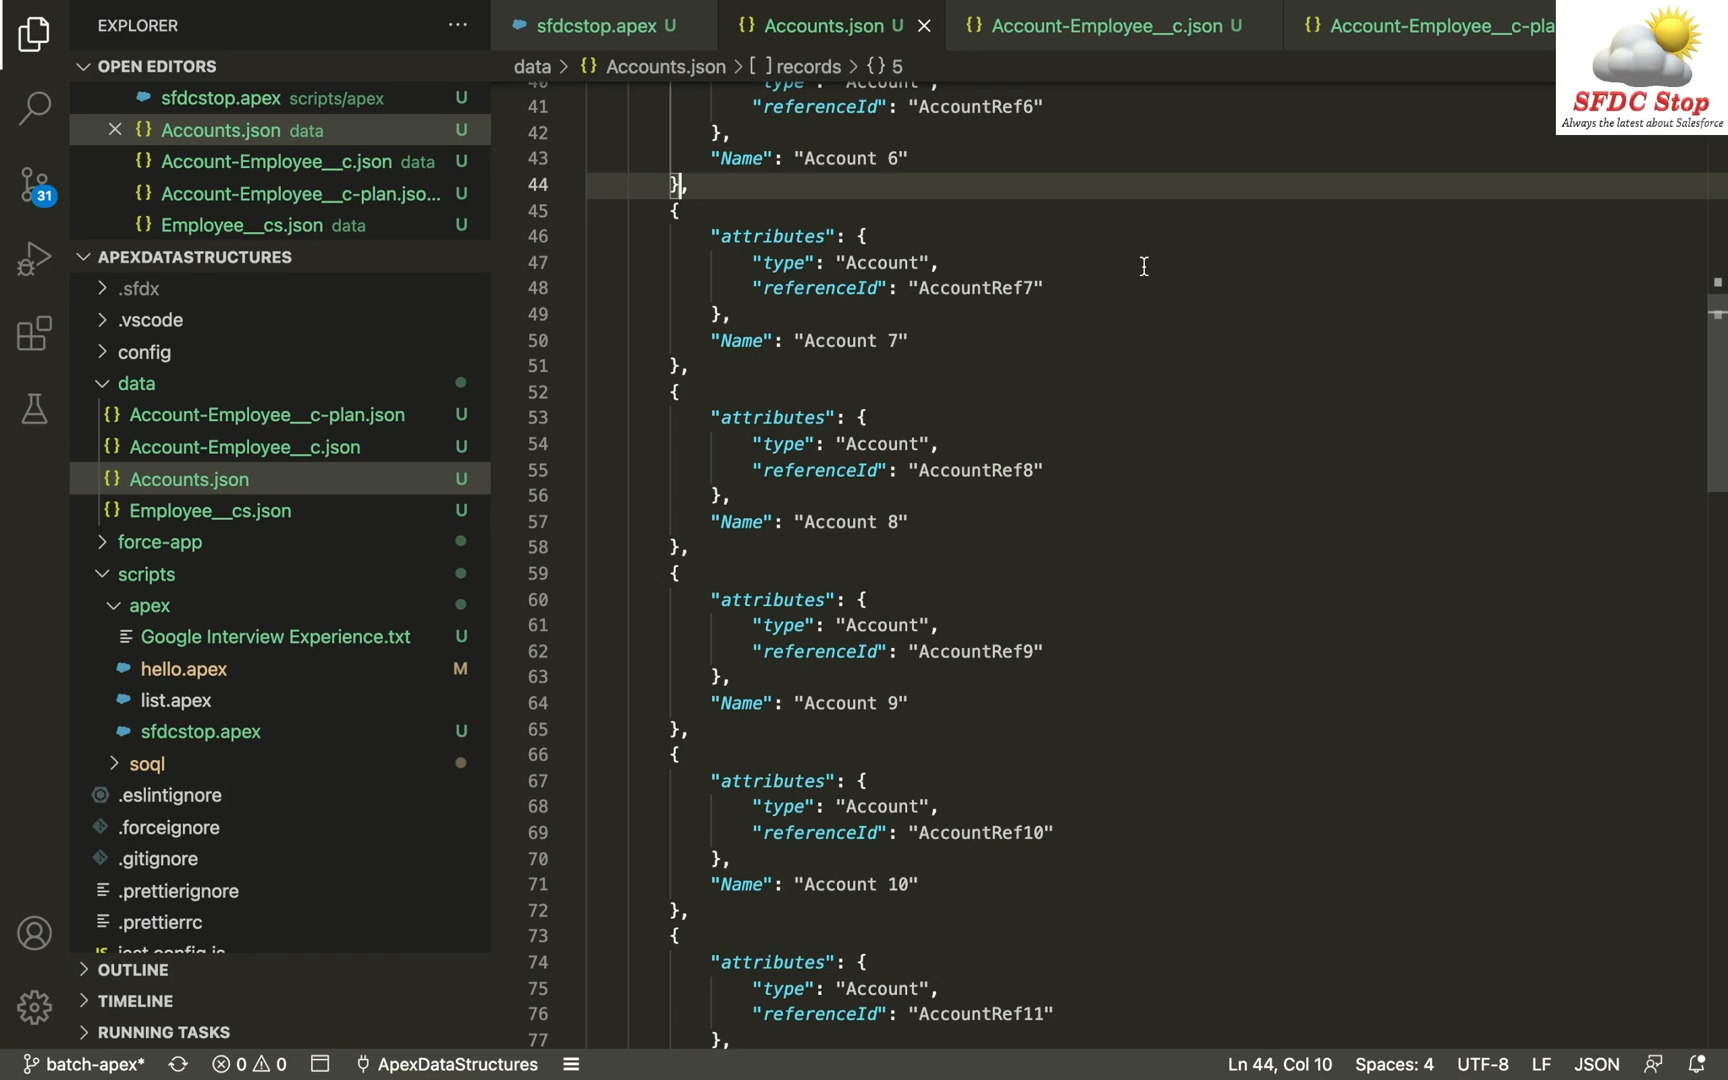 EXPLORER
sfdcstop.apex U
Accounts.json U
Account-Employee__c.json U
Account-Employee__c-pla
SFDC Stop
Always the latest about Salesforce
data > {} Accounts.json > [ ] records > {} 5
OPEN EDITORS
sfdcstop.apex scripts/apex U
Accounts.json data U
Account-Employee__c.json data U
Account-Employee__c-plan.jso... U
Employee__cs.json data U
APEXDATASTRUCTURES
.sfdx
.vscode
config
data
Account-Employee__c-plan.json U
Account-Employee__c.json U
Accounts.json U
Employee__cs.json U
force-app
scripts
apex
Google Interview Experience.txt U
hello.apex M
list.apex
sfdcstop.apex U
soql
.eslintignore
.forceignore
.gitignore
.prettierignore
.prettierrc
OUTLINE
TIMELINE
RUNNING TASKS
31
41 "referenceId": "AccountRef6"
42 },
43 "Name": "Account 6"
44 },
45 {
46 "attributes": {
47 "type": "Account",
48 "referenceId": "AccountRef7"
49 },
50 "Name": "Account 7"
51 },
52 {
53 "attributes": {
54 "type": "Account",
55 "referenceId": "AccountRef8"
56 },
57 "Name": "Account 8"
58 },
59 {
60 "attributes": {
61 "type": "Account",
62 "referenceId": "AccountRef9"
63 },
64 "Name": "Account 9"
65 },
66 {
67 "attributes": {
68 "type": "Account",
69 "referenceId": "AccountRef10"
70 },
71 "Name": "Account 10"
72 },
73 {
74 "attributes": {
75 "type": "Account",
76 "referenceId": "AccountRef11"
77 },
batch-apex* 0 0 ApexDataStructures Ln 44, Col 10 Spaces: 4 UTF-8 LF JSON